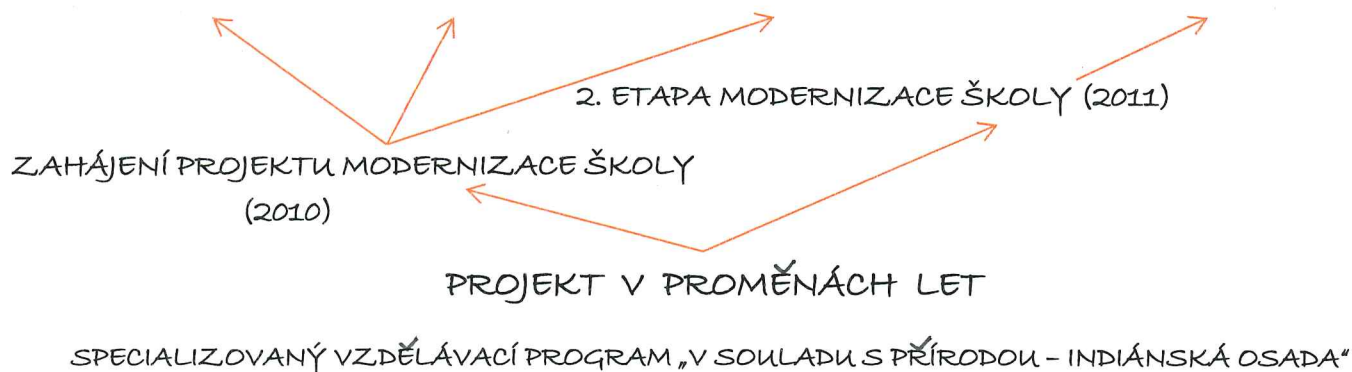 2. ETAPA MODERNIZACE ŠKOLY (2011)
ZAHÁJENÍ PROJEKTU MODERNIZACE ŠKOLY
(2010)
PROJEKT V PROMĚNÁCH LET
SPECIALIZOVANÝ VZDĚLÁVACÍ PROGRAM „V SOULADU S PŘÍRODOU – INDIÁNSKÁ OSADA“